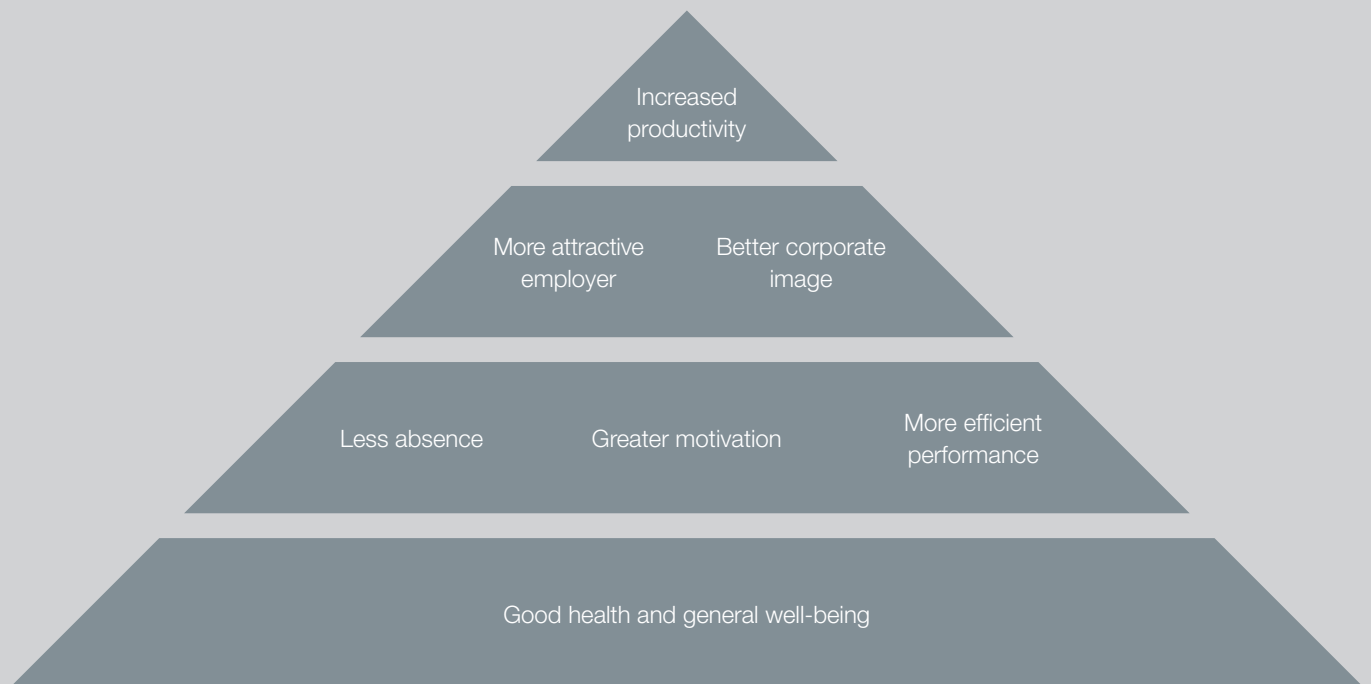 Increased
productivity
More attractive
employer
Better corporate
image
Less absence
Greater motivation
More efficient
performance
Good health and general well-being